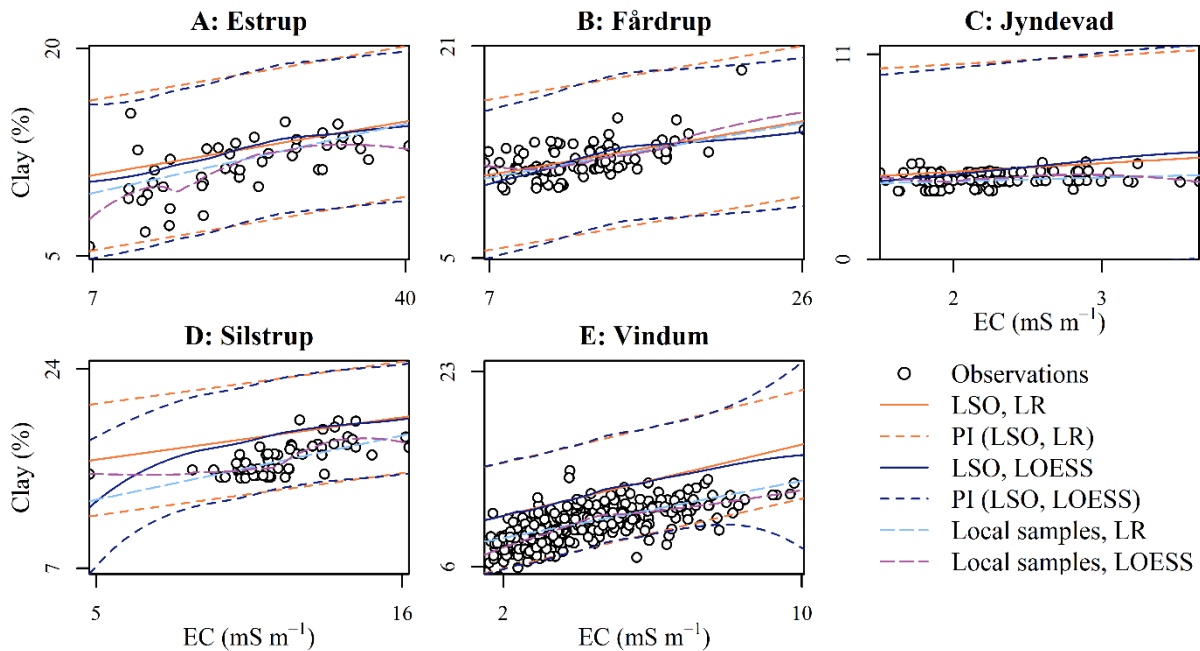 A: Estrup
B: Fårdrup
C: Jyndevad
Clay (%)
20
5
7
40
21
5
7
26
11
0
2
3
EC (mS m⁻¹)
D: Silstrup
E: Vindum
Clay (%)
24
7
5
16
EC (mS m⁻¹)
23
6
2
10
EC (mS m⁻¹)
Observations
LSO, LR
PI (LSO, LR)
LSO, LOESS
PI (LSO, LOESS)
Local samples, LR
Local samples, LOESS